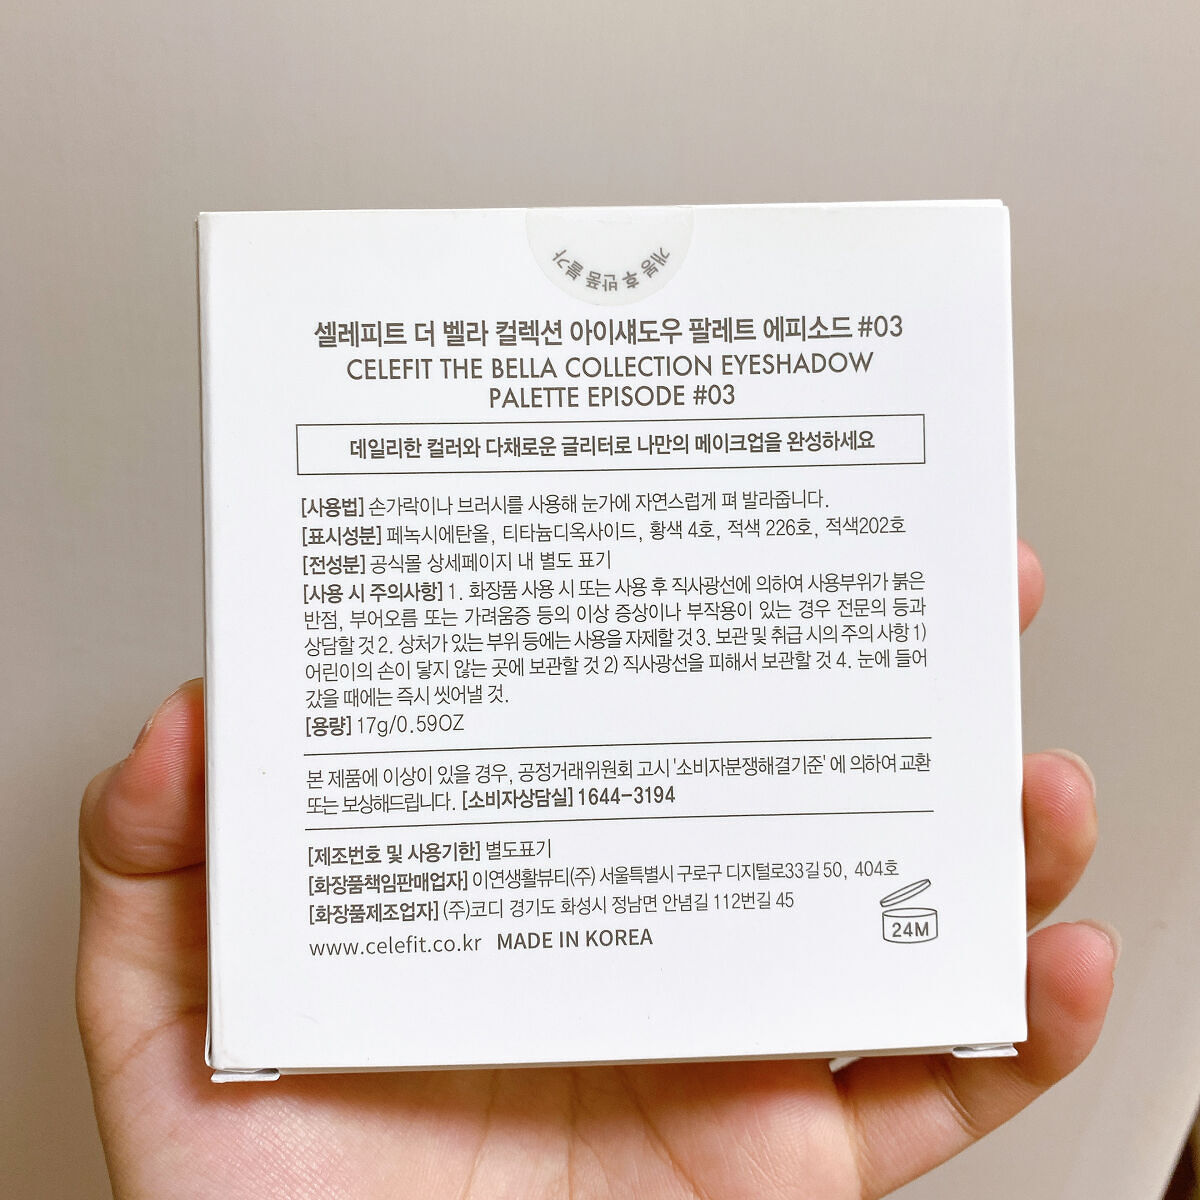 개봉 후 반품 불가
셀레피트 더 벨라 컬렉션 아이섀도우 팔레트 에피소드 #03
CELEFIT THE BELLA COLLECTION EYESHADOW
PALETTE EPISODE #03
데일리한 컬러와 다채로운 글리터로 나만의 메이크업을 완성하세요
[사용법] 손가락이나 브러시를 사용해 눈가에 자연스럽게 펴 발라줍니다.
[표시성분] 페녹시에탄올, 티타늄디옥사이드, 황색 4호, 적색 226호, 적색202호
[전성분] 공식몰 상세페이지 내 별도 표기
[사용 시 주의사항] 1. 화장품 사용 시 또는 사용 후 직사광선에 의하여 사용부위가 붉은
반점, 부어오름 또는 가려움증 등의 이상 증상이나 부작용이 있는 경우 전문의 등과
상담할 것 2. 상처가 있는 부위 등에는 사용을 자제할 것 3. 보관 및 취급 시의 주의 사항 1)
어린이의 손이 닿지 않는 곳에 보관할 것 2) 직사광선을 피해서 보관할 것 4. 눈에 들어
갔을 때에는 즉시 씻어낼 것.
[용량] 17g/0.59OZ
본 제품에 이상이 있을 경우, 공정거래위원회 고시 '소비자분쟁해결기준' 에 의하여 교환
또는 보상해드립니다. [소비자상담실] 1644-3194
[제조번호 및 사용기한] 별도표기
[화장품책임판매업자] 이연생활뷰티(주) 서울특별시 구로구 디지털로33길 50, 404호
[화장품제조업자] (주)코디 경기도 화성시 정남면 안녕길 112번길 45
www.celefit.co.kr MADE IN KOREA
24M